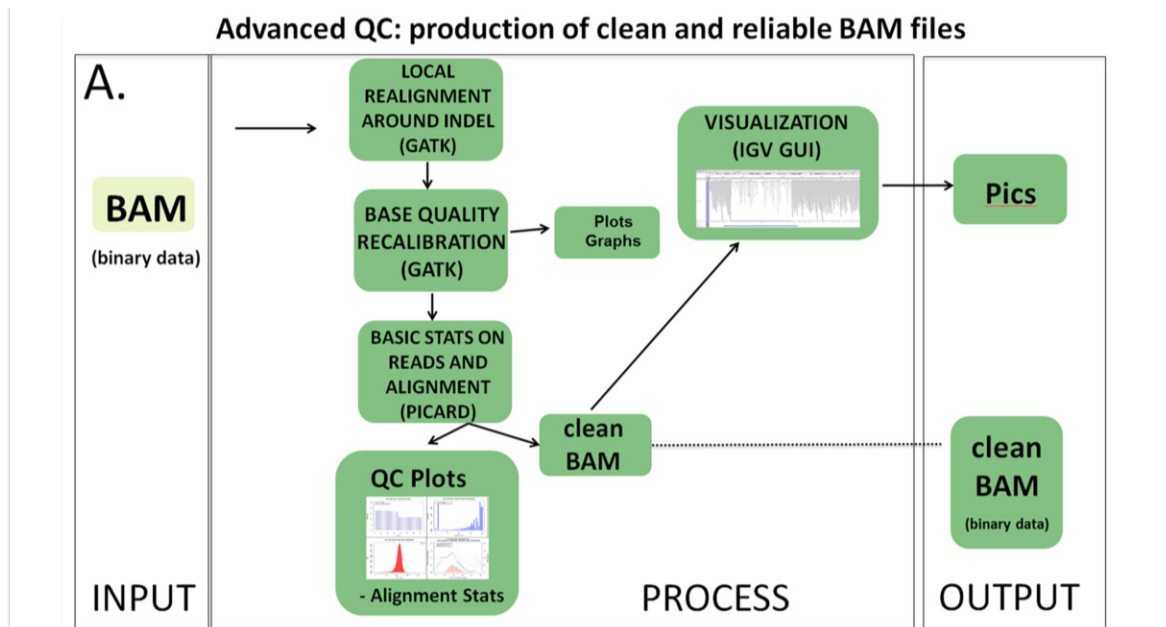 Advanced QC: production of clean and reliable BAM files
A.
BAM
(binary data)
INPUT
LOCAL
REALIGNMENT
AROUND INDEL
(GATK)
BASE QUALITY
RECALIBRATION
(GATK)
Plots
Graphs
BASIC STATS ON
READS AND
ALIGNMENT
(PICARD)
QC Plots
- Alignment Stats
clean
BAM
VISUALIZATION
(IGV GUI)
PROCESS
Pics
clean
BAM
(binary data)
OUTPUT